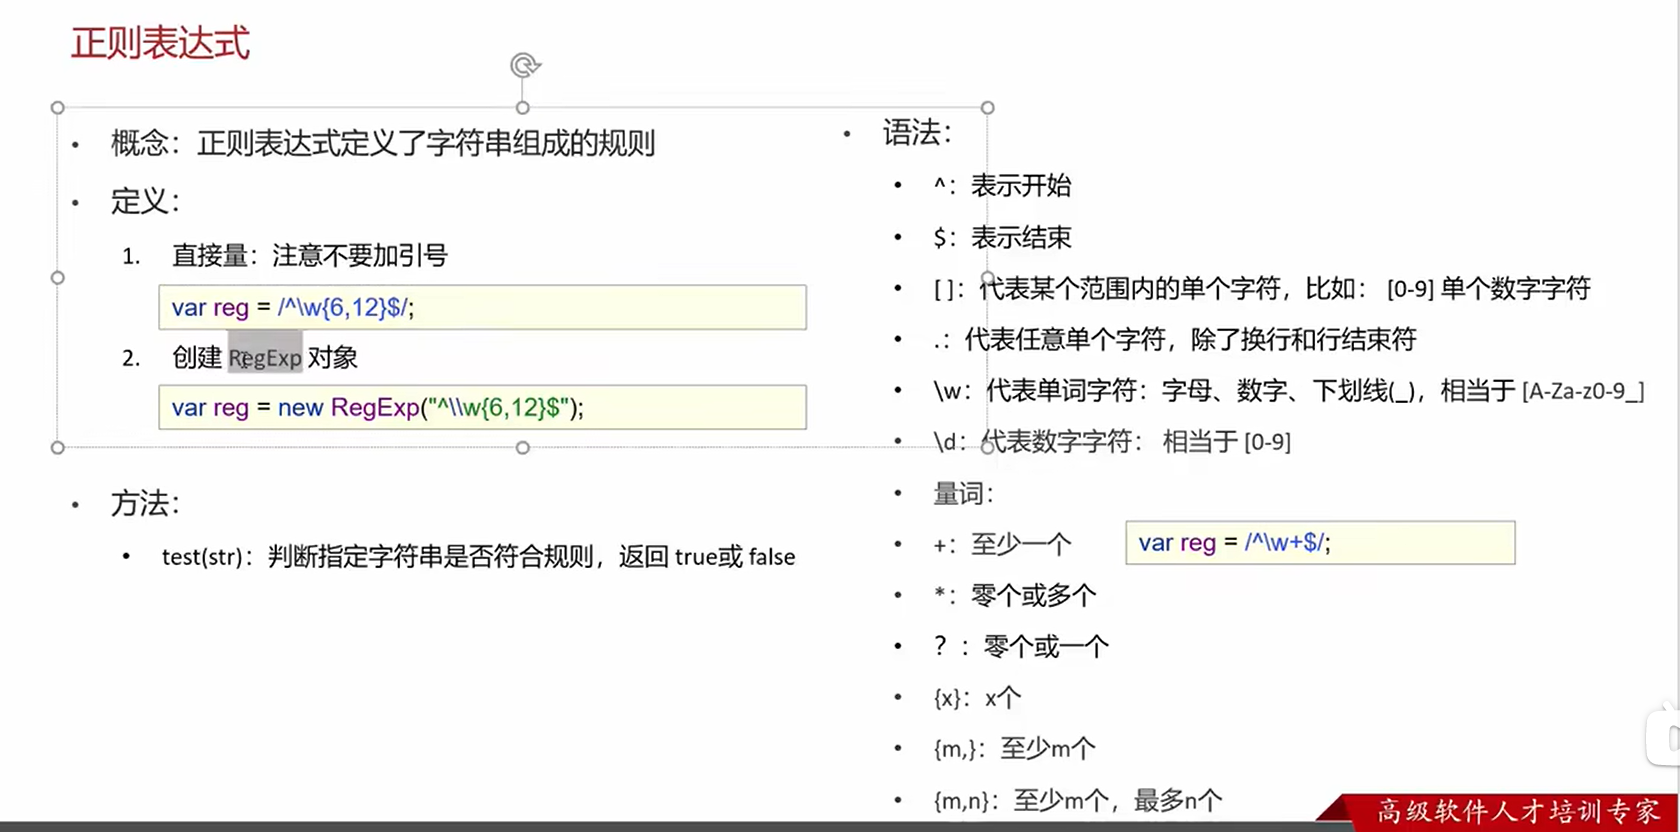 正则表达式
概念：正则表达式定义了字符串组成的规则
定义：
1. 直接量：注意不要加引号
var reg = /^\w{6,12}$/;
2. 创建 RegExp 对象
var reg = new RegExp("^\\w{6,12}$");
方法：
test(str)：判断指定字符串是否符合规则，返回 true或 false
语法：
^：表示开始
$：表示结束
[ ]：代表某个范围内的单个字符，比如： [0-9] 单个数字字符
.：代表任意单个字符，除了换行和行结束符
\w：代表单词字符：字母、数字、下划线(_)，相当于 [A-Za-z0-9_]
\d：代表数字字符： 相当于 [0-9]
量词：
+：至少一个
var reg = /^\w+$/;
*：零个或多个
？：零个或一个
{x}：x个
{m,}：至少m个
{m,n}：至少m个，最多n个
高级软件人才培训专家